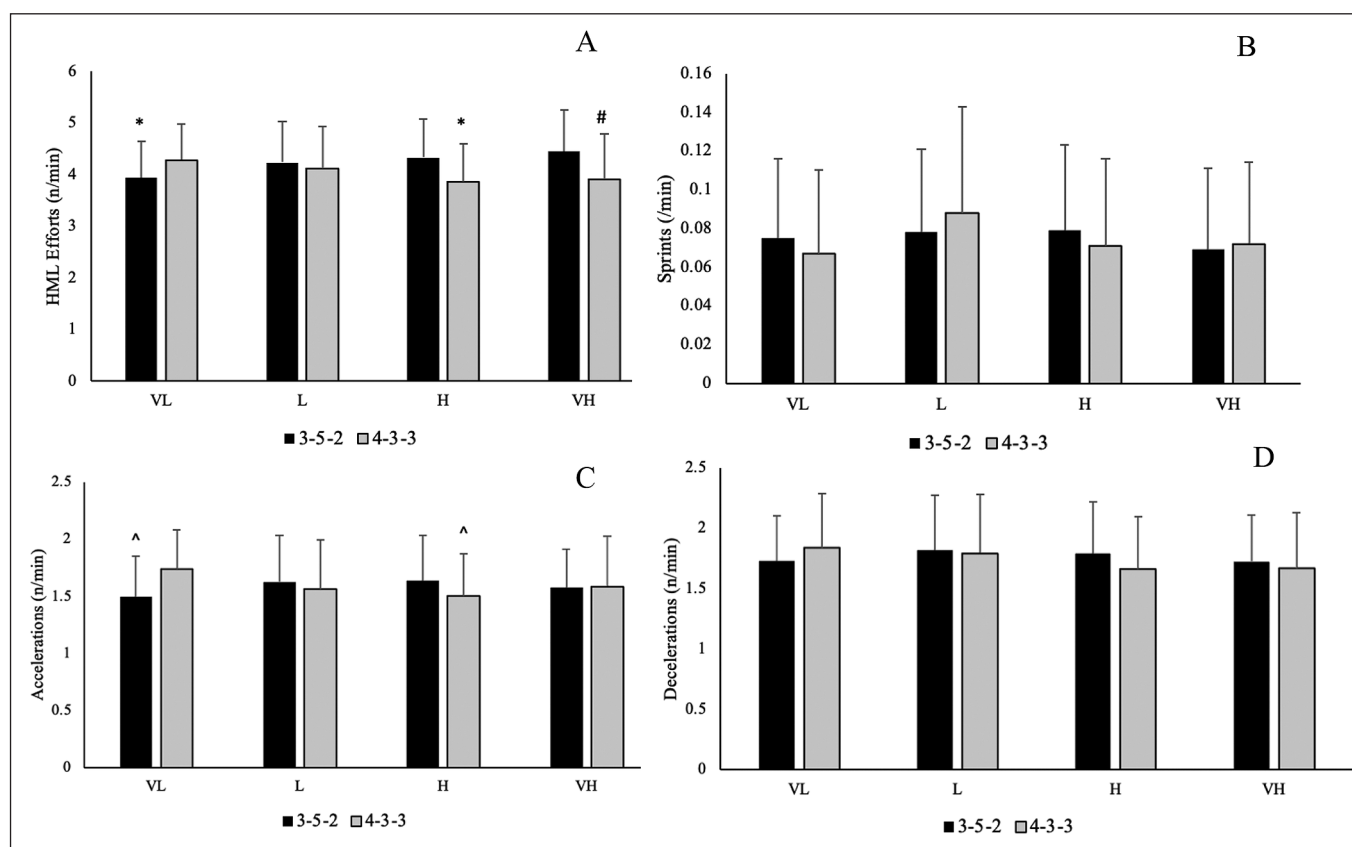 A
HML Efforts (n/min)
6
5
4
3
2
1
0
* * #
VL L H VH
3-5-2 4-3-3
B
Sprints (/min)
0.16
0.14
0.12
0.1
0.08
0.06
0.04
0.02
0
VL L H VH
3-5-2 4-3-3
C
Accelerations (n/min)
2.5
2
1.5
1
0.5
0
^ ^
VL L H VH
3-5-2 4-3-3
D
Decelerations (n/min)
2.5
2
1.5
1
0.5
0
VL L H VH
3-5-2 4-3-3